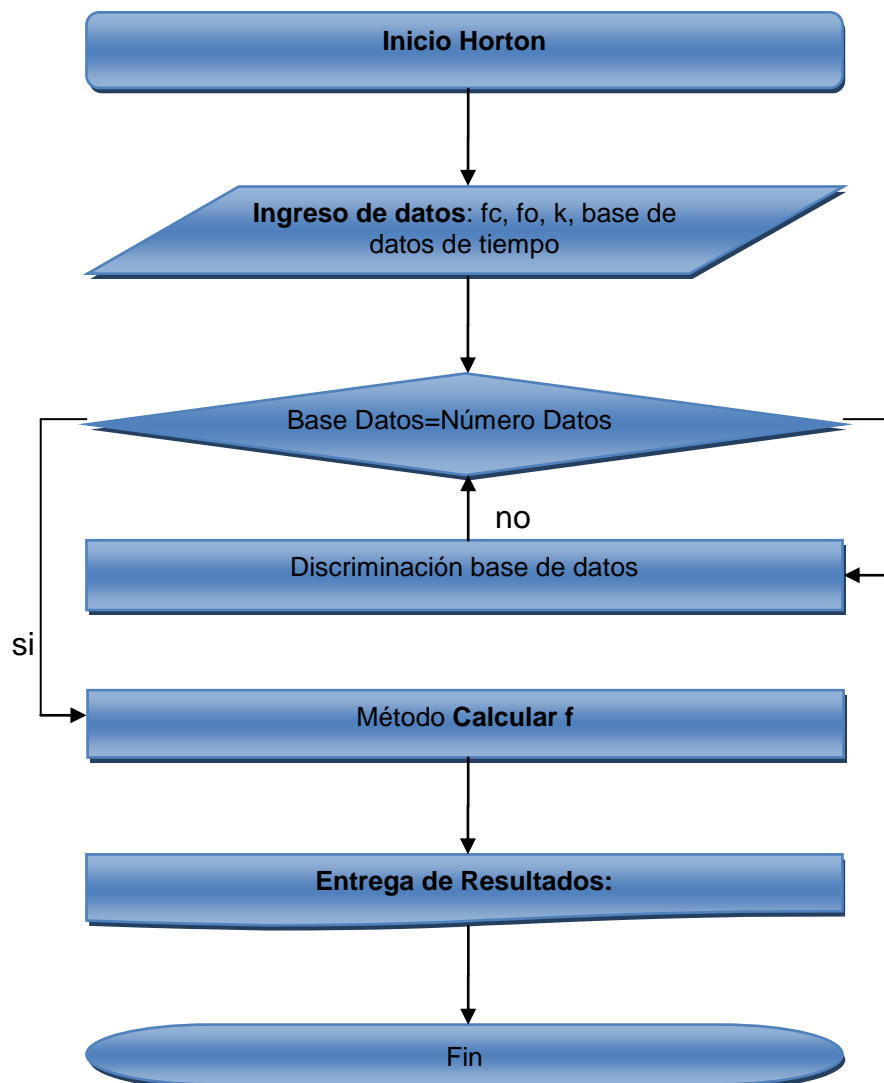 Inicio Horton
Ingreso de datos: fc, fo, k, base de
datos de tiempo
Base Datos=Número Datos
no
Discriminación base de datos
si
Método Calcular f
Entrega de Resultados:
Fin